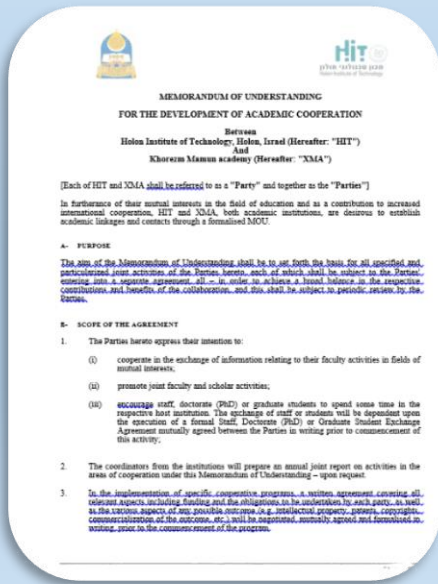 HiT
מכון טכנולוגי חולון
Holon Institute of Technology
MEMORANDUM OF UNDERSTANDING
FOR THE DEVELOPMENT OF ACADEMIC COOPERATION
Between
Holon Institute of Technology, Holon, Israel (Hereafter: "HIT")
And
Khorezm Mamun academy (Hereafter: "XMA")
[Each of HIT and XMA shall be referred to as a "Party" and together as the "Parties"]
In furtherance of their mutual interests in the field of education and as a contribution to increased
international cooperation, HIT and XMA, both academic institutions, are desirous to establish
academic linkages and contacts through a formalised MOU.
A- PURPOSE
The aim of the Memorandum of Understanding shall be to set forth the basis for all specified and
particularized joint activities of the Parties hereto, each of which shall be subject to the Parties'
entering into a separate agreement, all – in order to achieve a broad balance in the respective
contributions and benefits of the collaboration, and this shall be subject to periodic review by the
Parties.
B- SCOPE OF THE AGREEMENT
1. The Parties hereto express their intention to:
(i) cooperate in the exchange of information relating to their faculty activities in fields of
mutual interests;
(ii) promote joint faculty and scholar activities;
(iii) encourage staff, doctorate (PhD) or graduate students to spend some time in the
respective host institution. The exchange of staff or students will be dependent upon
the execution of a formal Staff, Doctorate (PhD) or Graduate Student Exchange
Agreement mutually agreed between the Parties in writing prior to commencement of
this activity;
2. The coordinators from the institutions will prepare an annual joint report on activities in the
areas of cooperation under this Memorandum of Understanding – upon request.
3. In the implementation of specific cooperative programs, a written agreement covering all
relevant aspects including funding and the obligations to be undertaken by each party, as well
as the various aspects of any possible outcome (e.g. intellectual property, patents, copyrights,
commercialization of the outcome, etc.) will be negotiated, mutually agreed and formalised in
writing, prior to the commencement of the program.